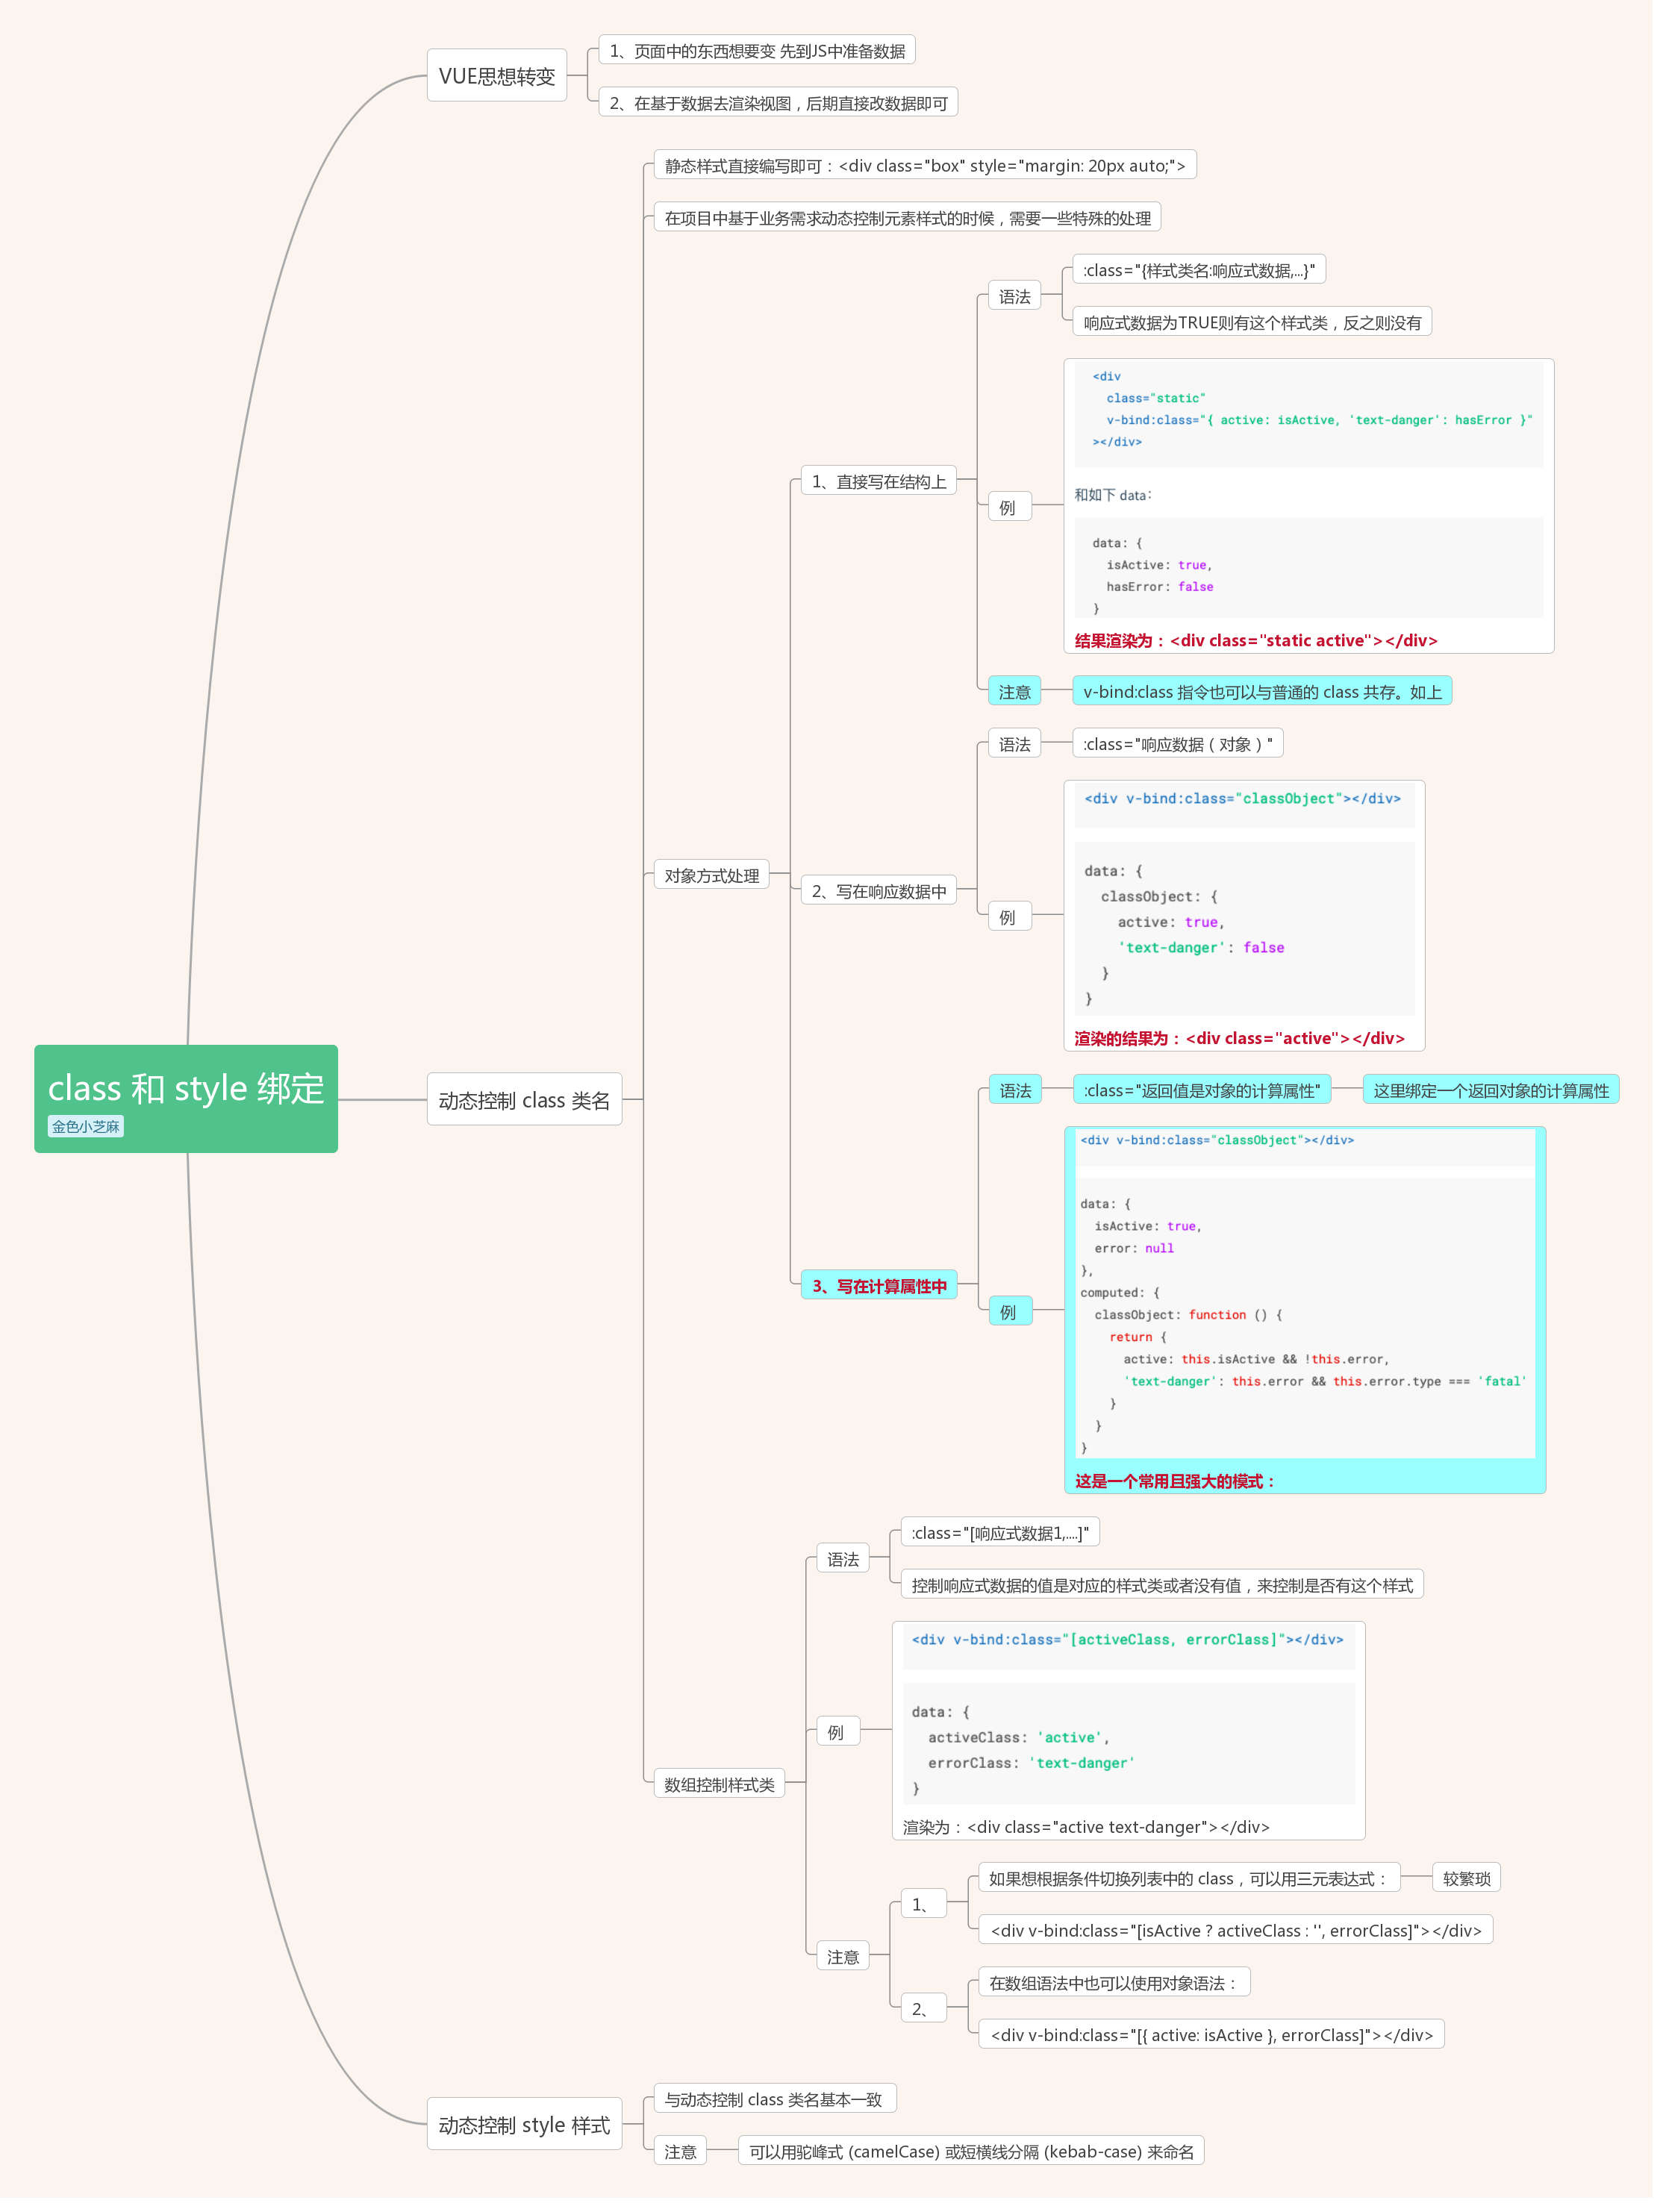 VUE思想转变
1、页面中的东西想要变 先到JS中准备数据
2、在基于数据去渲染视图，后期直接改数据即可
class 和 style 绑定
金色小芝麻
动态控制 class 类名
静态样式直接编写即可：<div class="box" style="margin: 20px auto;">
在项目中基于业务需求动态控制元素样式的时候，需要一些特殊的处理
对象方式处理
1、直接写在结构上
语法
:class="{样式类名:响应式数据,...}"
响应式数据为TRUE则有这个样式类，反之则没有
例
<div
  class="static"
  v-bind:class="{ active: isActive, 'text-danger': hasError }"
></div>
和如下 data：
data: {
  isActive: true,
  hasError: false
}
结果渲染为：<div class="static active"></div>
注意
v-bind:class 指令也可以与普通的 class 共存。如上
2、写在响应数据中
语法
:class="响应数据（对象）"
例
<div v-bind:class="classObject"></div>
data: {
  classObject: {
    active: true,
    'text-danger': false
  }
}
渲染的结果为：<div class="active"></div>
3、写在计算属性中
语法
:class="返回值是对象的计算属性"
这里绑定一个返回对象的计算属性
例
<div v-bind:class="classObject"></div>
data: {
  isActive: true,
  error: null
},
computed: {
  classObject: function () {
    return {
      active: this.isActive && !this.error,
      'text-danger': this.error && this.error.type === 'fatal'
    }
  }
}
这是一个常用且强大的模式：
数组控制样式类
语法
:class="[响应式数据1,....]"
控制响应式数据的值是对应的样式类或者没有值，来控制是否有这个样式
例
<div v-bind:class="[activeClass, errorClass]"></div>
data: {
  activeClass: 'active',
  errorClass: 'text-danger'
}
渲染为：<div class="active text-danger"></div>
注意
1、
如果想根据条件切换列表中的 class，可以用三元表达式：
较繁琐
<div v-bind:class="[isActive ? activeClass : '', errorClass]"></div>
2、
在数组语法中也可以使用对象语法：
<div v-bind:class="[{ active: isActive }, errorClass]"></div>
动态控制 style 样式
与动态控制 class 类名基本一致
注意
可以用驼峰式 (camelCase) 或短横线分隔 (kebab-case) 来命名